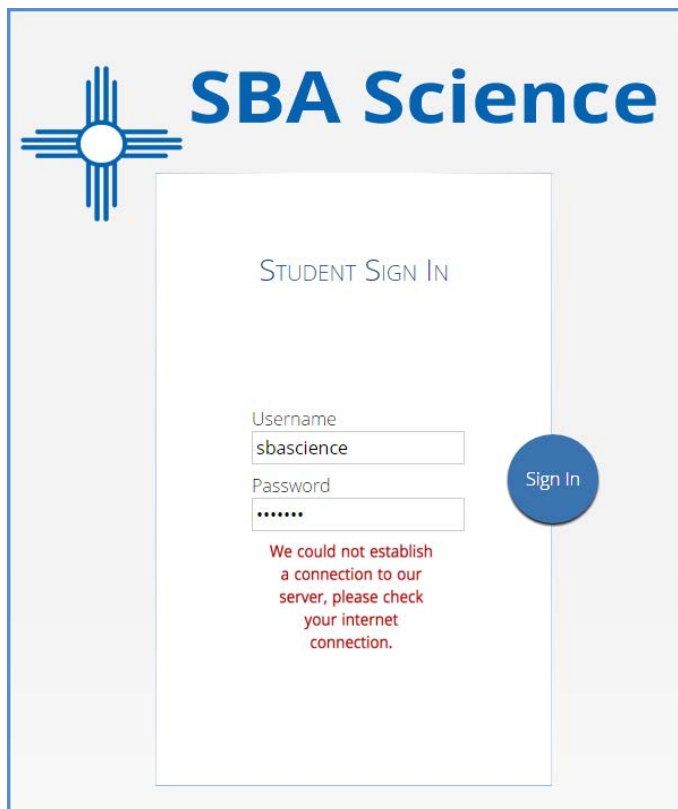 SBA Science
STUDENT SIGN IN
Username
sbascience
Password
•••••••
Sign In
We could not establish
a connection to our
server, please check
your internet
connection.